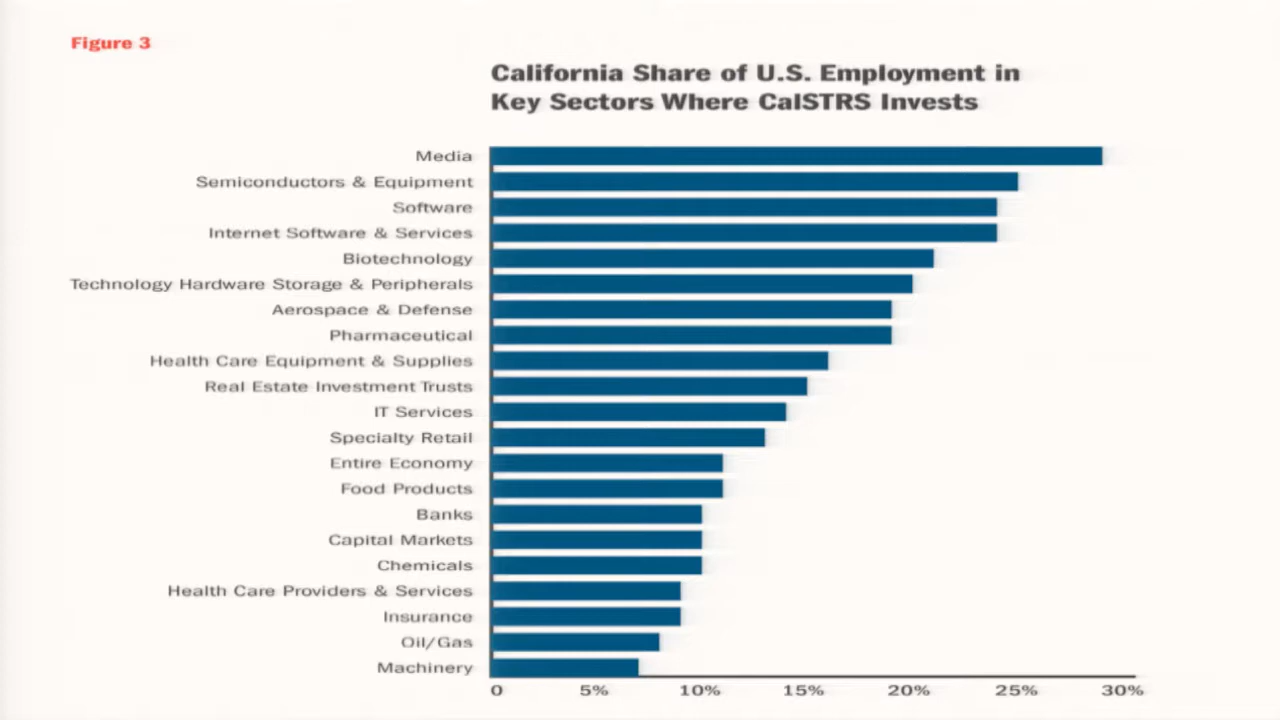 Figure 3
California Share of U.S. Employment in
Key Sectors Where CalSTRS Invests
Media
Semiconductors & Equipment
Software
Internet Software & Services
Biotechnology
Technology Hardware Storage & Peripherals
Aerospace & Defense
Pharmaceutical
Health Care Equipment & Supplies
Real Estate Investment Trusts
IT Services
Specialty Retail
Entire Economy
Food Products
Banks
Capital Markets
Chemicals
Health Care Providers & Services
Insurance
Oil/Gas
Machinery
0 5% 10% 15% 20% 25% 30%